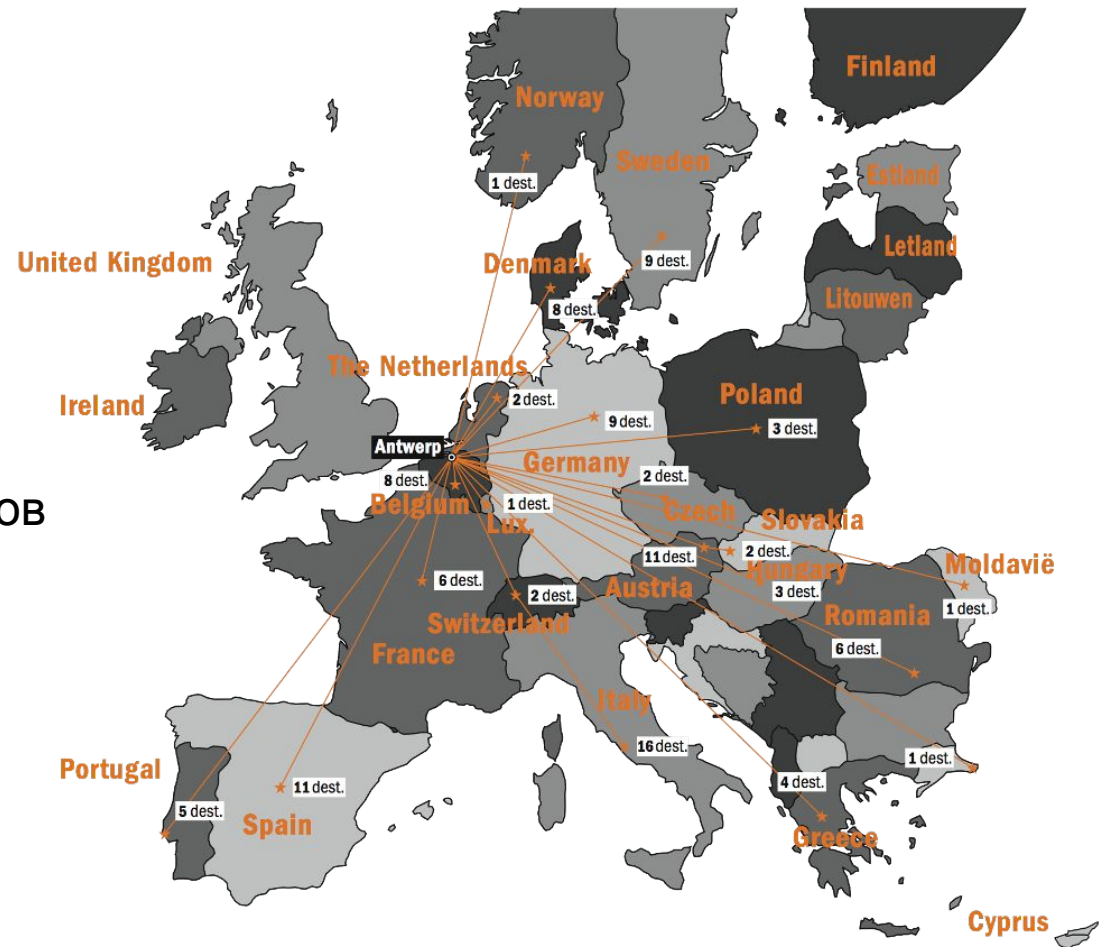 Finland
Norway
Sweden
1 dest.
Estland
United Kingdom
Letland
Denmark
9 dest.
Litouwen
8 dest.
The Netherlands
Ireland
2 dest.
Poland
9 dest.
3 dest.
Antwerp
Germany
8 dest.
2 dest.
Belgium
1 dest.
Czech
OB
Lux.
Slovakia
11 dest.
2 dest.
Hungary
Moldavië
6 dest.
2 dest.
Austria
3 dest.
1 dest.
Switzerland
Romania
France
6 dest.
Italy
16 dest.
1 dest.
Portugal
11 dest.
4 dest.
5 dest.
Spain
Greece
Cyprus